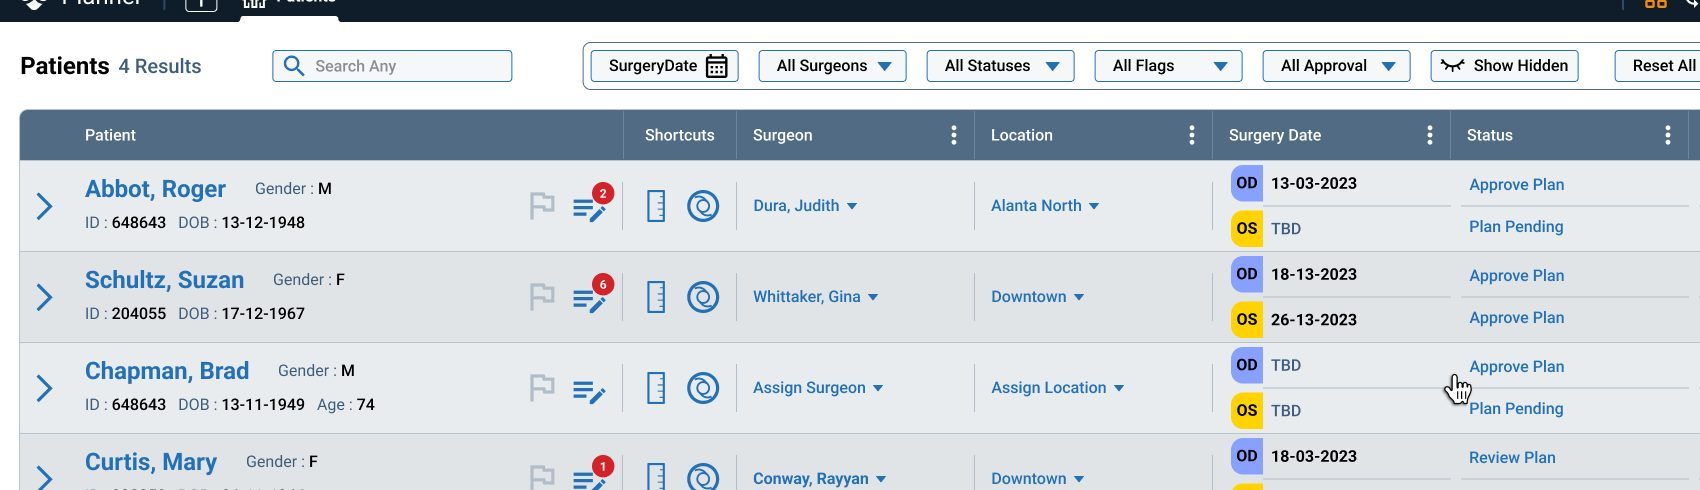 Planner Patients
Patients 4 Results Search Any SurgeryDate All Surgeons All Statuses All Flags All Approval Show Hidden Reset All
Patient Shortcuts Surgeon Location Surgery Date Status
Abbot, Roger Gender : M 2 Dura, Judith Alanta North OD 13-03-2023 Approve Plan
ID : 648643 DOB : 13-12-1948 OS TBD Plan Pending
Schultz, Suzan Gender : F 6 Whittaker, Gina Downtown OD 18-13-2023 Approve Plan
ID : 204055 DOB : 17-12-1967 OS 26-13-2023 Approve Plan
Chapman, Brad Gender : M Assign Surgeon Assign Location OD TBD Approve Plan
ID : 648643 DOB : 13-11-1949 Age : 74 OS TBD Plan Pending
Curtis, Mary Gender : F 1 Conway, Rayyan Downtown OD 18-03-2023 Review Plan